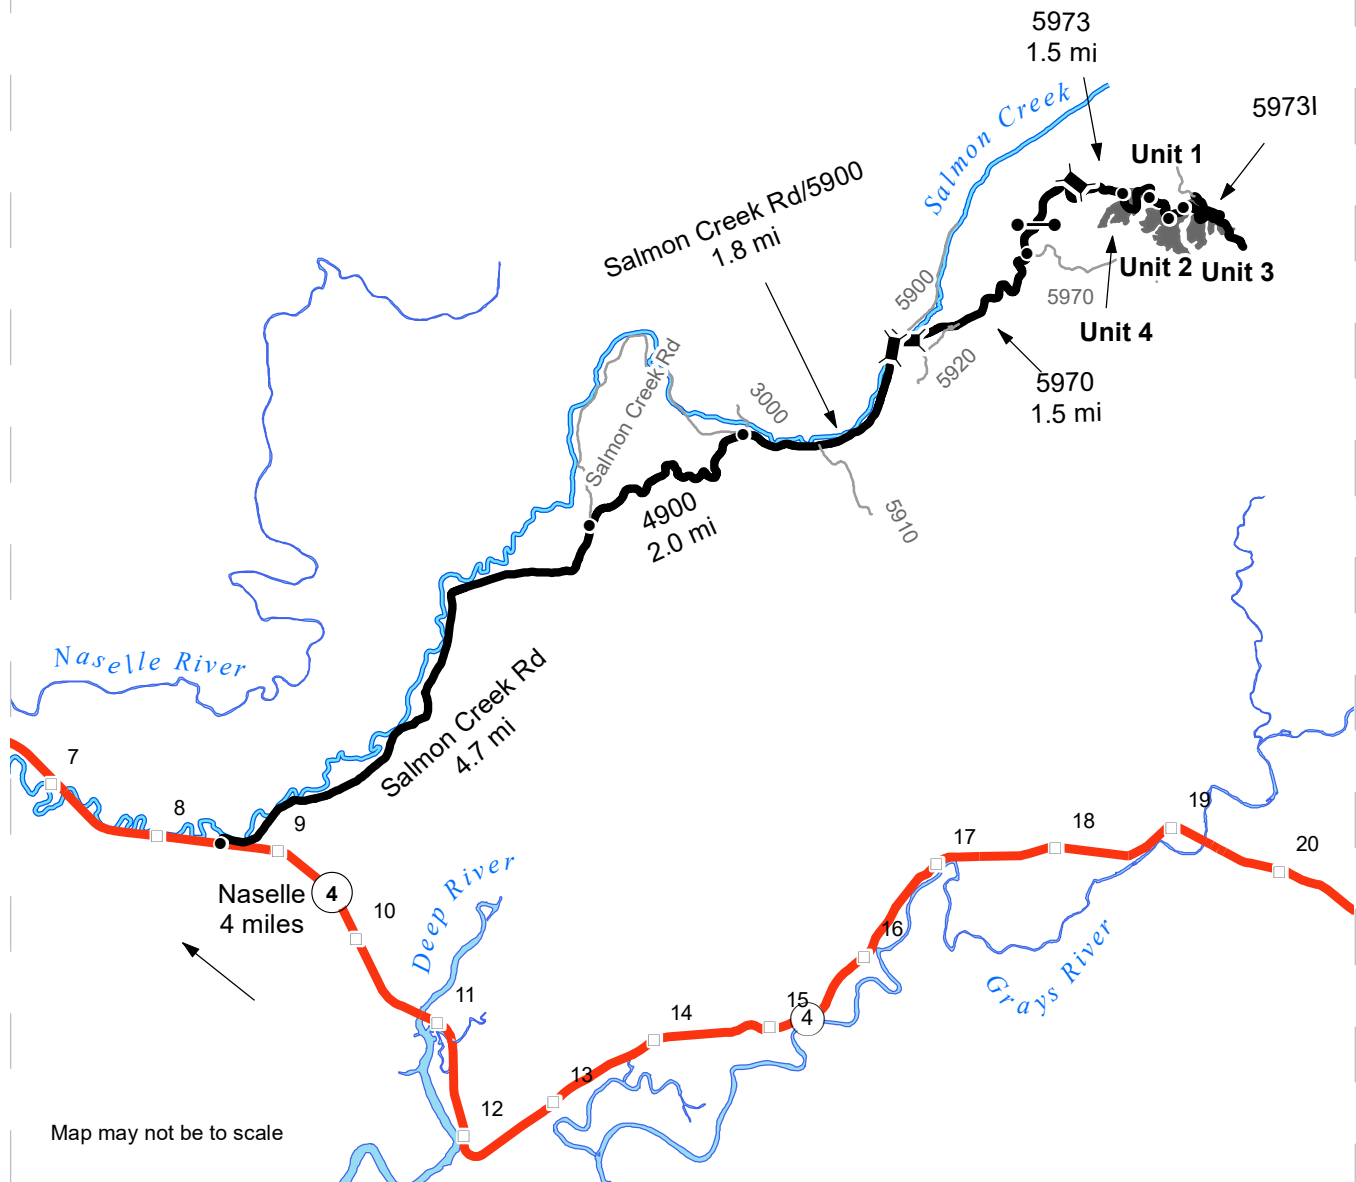 5973
1.5 mi
5973I
Salmon Creek
Unit 1
Salmon Creek Rd/5900
1.8 mi
Unit 2
Unit 3
5900
5970
Unit 4
Salmon Creek Rd
3000
5920
5970
1.5 mi
4900
2.0 mi
5910
Naselle River
Salmon Creek Rd
4.7 mi
7
8
9
19
18
17
20
Naselle
4 miles
4
10
Deep River
16
Grays River
11
15
4
14
13
12
Map may not be to scale